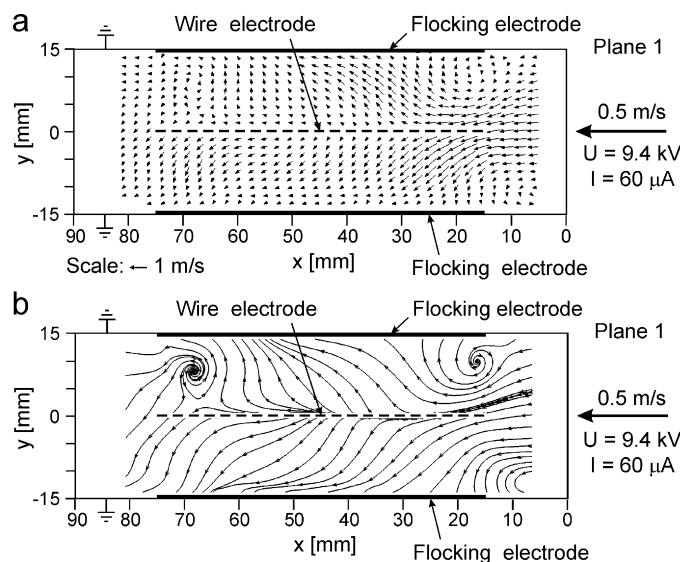 a
Wire electrode
Flocking electrode
Plane 1
15
0
-15
y [mm]
0.5 m/s
U = 9.4 kV
I = 60 μA
90 80 70 60 50 40 30 20 10 0
Scale: ← 1 m/s
x [mm]
Flocking electrode
b
Wire electrode
Flocking electrode
Plane 1
15
0
-15
y [mm]
0.5 m/s
U = 9.4 kV
I = 60 μA
90 80 70 60 50 40 30 20 10 0
x [mm]
Flocking electrode